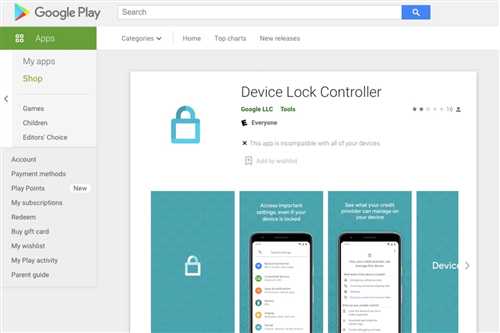 Google Play
Search
Apps
Categories
Home
Top charts
New releases
My apps
Shop
Games
Children
Editors' Choice
Account
Payment methods
Play Points New
My subscriptions
Redeem
Buy gift card
My wishlist
My Play activity
Parent guide
Device Lock Controller
Google LLC Tools
16
Everyone
This app is incompatible with all of your devices.
Add to wishlist
Access important
settings, even if your
device is locked
See what your credit
provider can manage on
your device
Device